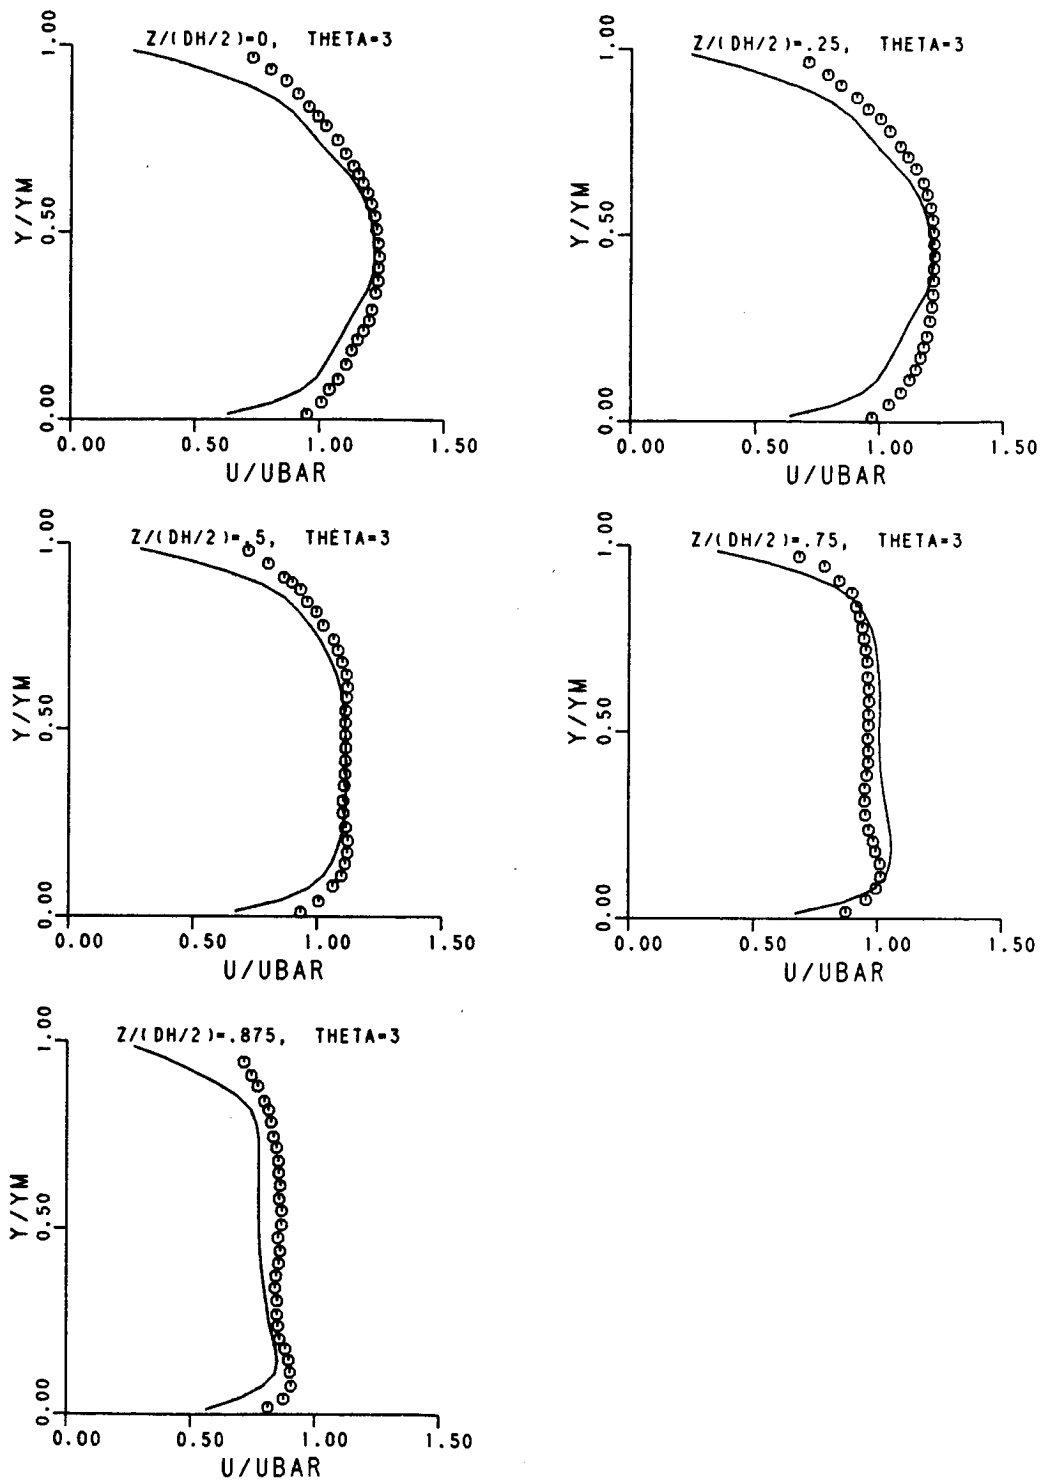 Z/(DH/2)=0, THETA=3
1.00
0.50
0.00
Y/YM
0.00 0.50 1.00 1.50
U/UBAR
Z/(DH/2)=.25, THETA=3
1.00
0.50
0.00
Y/YM
0.00 0.50 1.00 1.50
U/UBAR
Z/(DH/2)=.5, THETA=3
1.00
0.50
0.00
Y/YM
0.00 0.50 1.00 1.50
U/UBAR
Z/(DH/2)=.75, THETA=3
1.00
0.50
0.00
Y/YM
0.00 0.50 1.00 1.50
U/UBAR
Z/(DH/2)=.875, THETA=3
1.00
0.50
0.00
Y/YM
0.00 0.50 1.00 1.50
U/UBAR